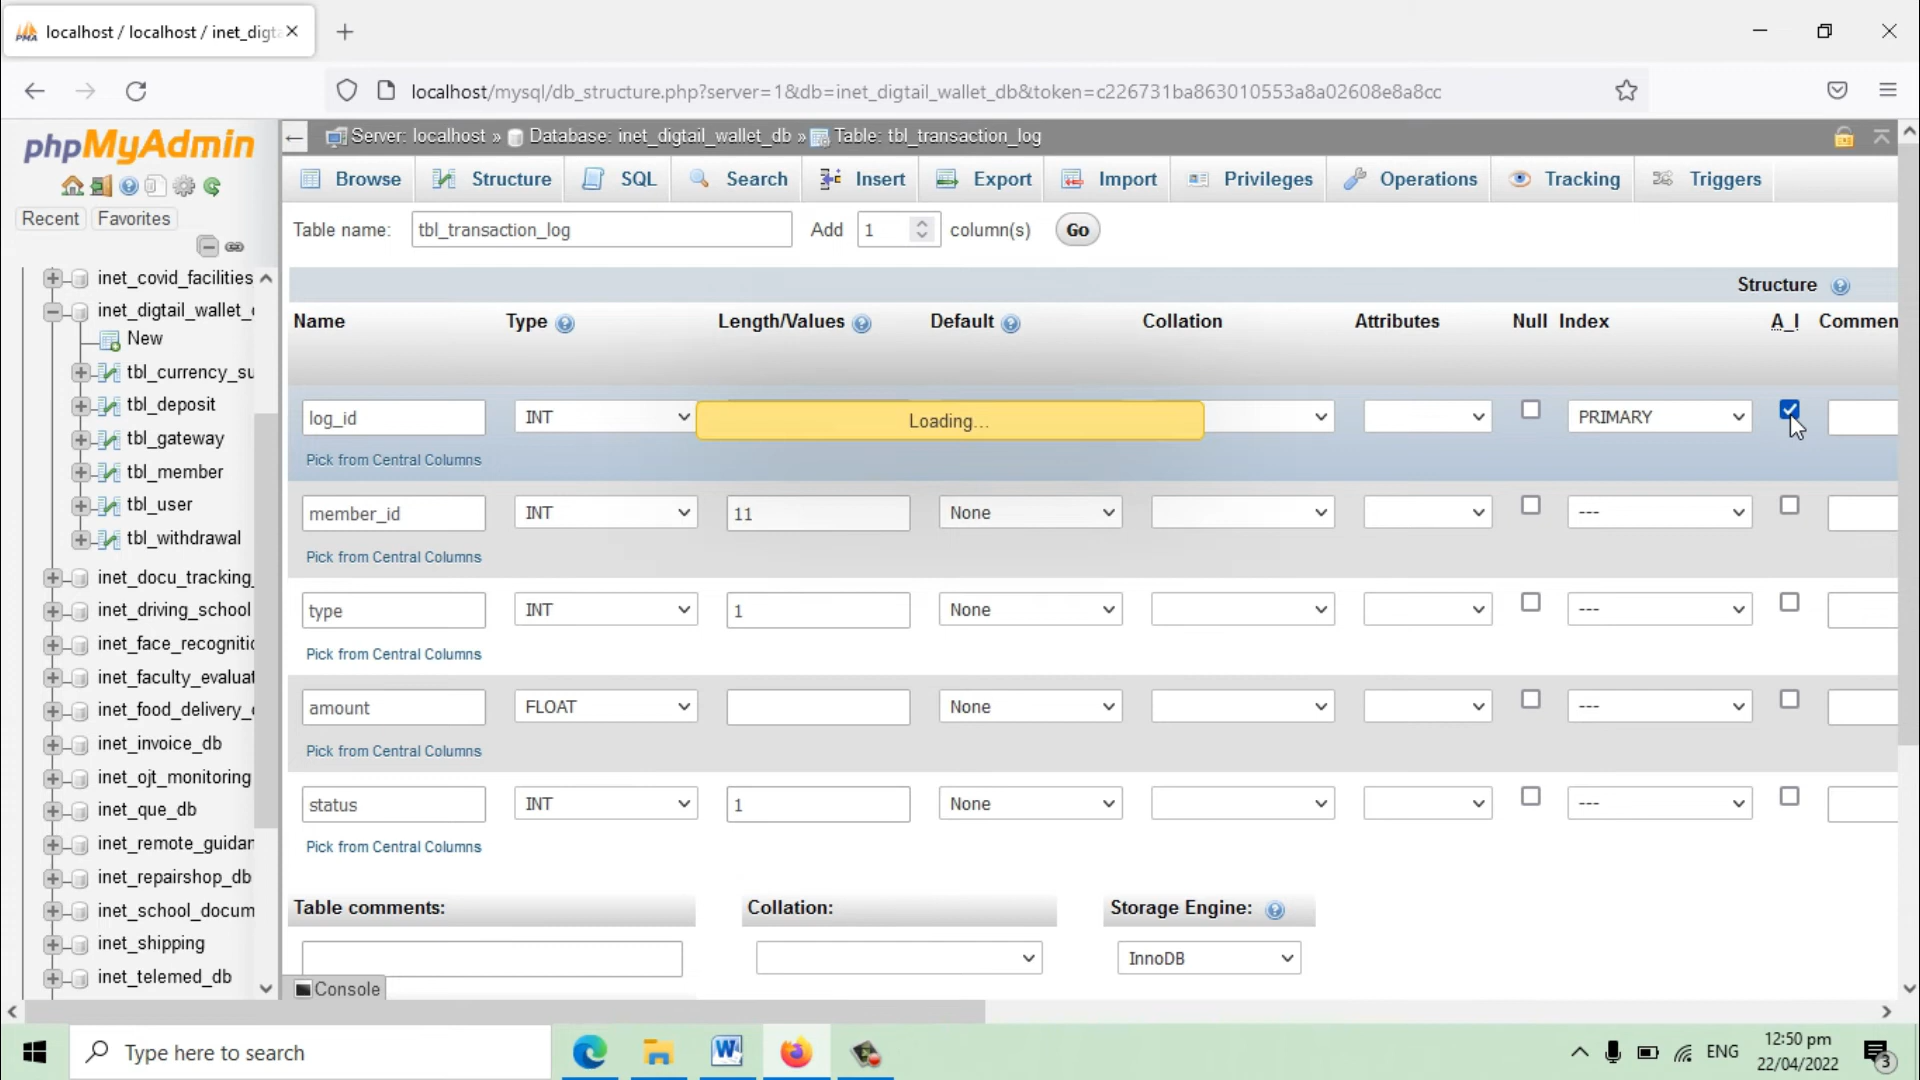 localhost / localhost / inet_digta
localhost/mysql/db_structure.php?server=1&db=inet_digtail_wallet_db&token=c226731ba863010553a8a02608e8a8cc
phpMyAdmin
Recent
Favorites
inet_covid_facilities
inet_digtail_wallet_
New
tbl_currency_su
tbl_deposit
tbl_gateway
tbl_member
tbl_user
tbl_withdrawal
inet_docu_tracking_
inet_driving_school
inet_face_recogniti
inet_faculty_evaluat
inet_food_delivery_
inet_invoice_db
inet_ojt_monitoring
inet_que_db
inet_remote_guidan
inet_repairshop_db
inet_school_docum
inet_shipping
inet_telemed_db
Server: localhost » Database: inet_digtail_wallet_db » Table: tbl_transaction_log
Browse Structure SQL Search Insert Export Import Privileges Operations Tracking Triggers
Table name: tbl_transaction_log Add 1 column(s) Go
Structure
Name Type Length/Values Default Collation Attributes Null Index A_I Commen
log_id INT Loading... PRIMARY
Pick from Central Columns
member_id INT 11 None ---
Pick from Central Columns
type INT 1 None ---
Pick from Central Columns
amount FLOAT None ---
Pick from Central Columns
status INT 1 None ---
Pick from Central Columns
Table comments: Collation: Storage Engine:
InnoDB
Console
Type here to search
ENG
12:50 pm
22/04/2022
3